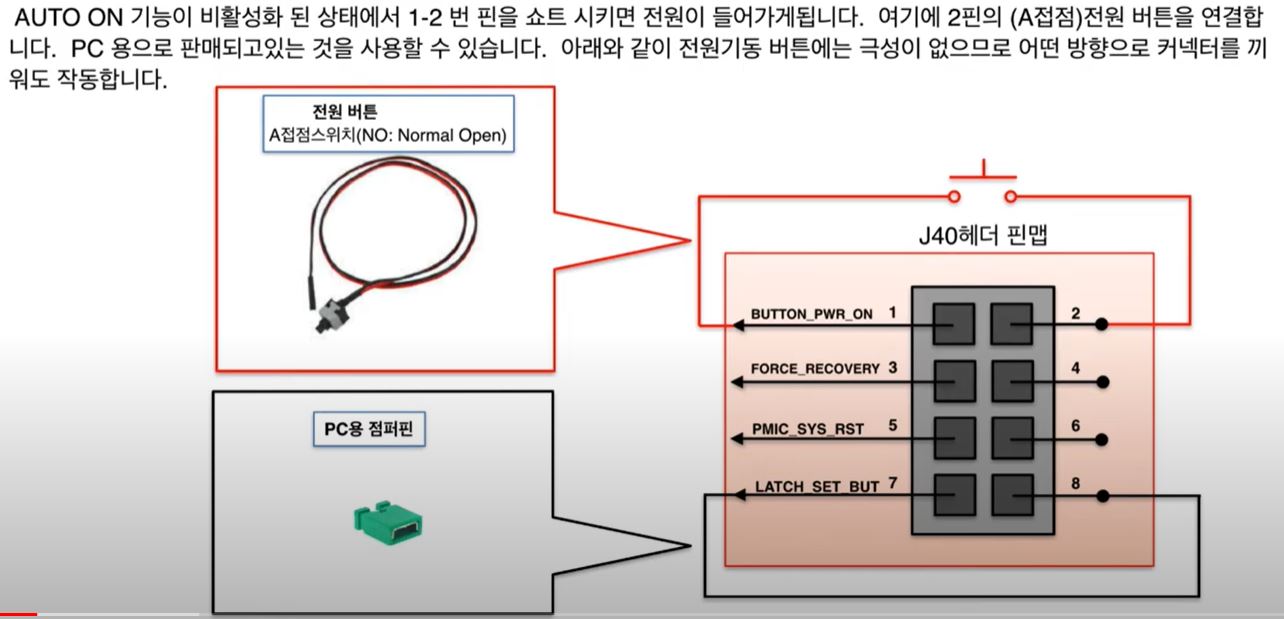 AUTO ON 기능이 비활성화 된 상태에서 1-2 번 핀을 쇼트 시키면 전원이 들어가게됩니다. 여기에 2핀의 (A접점)전원 버튼을 연결합
니다. PC 용으로 판매되고있는 것을 사용할 수 있습니다. 아래와 같이 전원기동 버튼에는 극성이 없으므로 어떤 방향으로 커넥터를 끼
워도 작동합니다.
전원 버튼
A접점스위치(NO: Normal Open)
J40헤더 핀맵
BUTTON_PWR_ON 1
2
FORCE_RECOVERY 3
4
PMIC_SYS_RST 5
6
LATCH_SET_BUT 7
8
PC용 점퍼핀